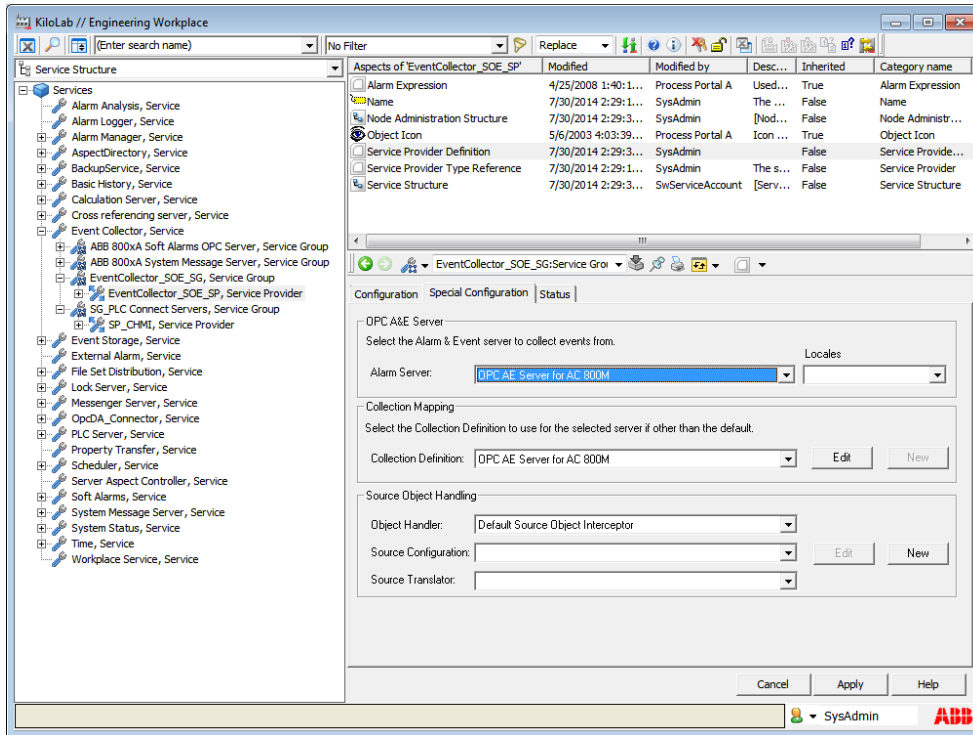 KiloLab // Engineering Workplace
(Enter search name) No Filter Replace
Service Structure
Services
Alarm Analysis, Service
Alarm Logger, Service
Alarm Manager, Service
AspectDirectory, Service
BackupService, Service
Basic History, Service
Calculation Server, Service
Cross referencing server, Service
Event Collector, Service
ABB 800xA Soft Alarms OPC Server, Service Group
ABB 800xA System Message Server, Service Group
EventCollector_SOE_SG, Service Group
EventCollector_SOE_SP, Service Provider
SG_PLC Connect Servers, Service Group
SP_CHMI, Service Provider
Event Storage, Service
External Alarm, Service
File Set Distribution, Service
Lock Server, Service
Messenger Server, Service
OpcDA_Connector, Service
PLC Server, Service
Property Transfer, Service
Scheduler, Service
Server Aspect Controller, Service
Soft Alarms, Service
System Message Server, Service
System Status, Service
Time, Service
Workplace Service, Service
Aspects of 'EventCollector_SOE_SP' Modified Modified by Desc... Inherited Category name
Alarm Expression 4/25/2008 1:40:1... Process Portal A Used... True Alarm Expression
Name 7/30/2014 2:29:1... SysAdmin The ... False Name
Node Administration Structure 7/30/2014 2:29:3... SysAdmin [Nod... False Node Administr...
Object Icon 5/6/2003 4:03:39... Process Portal A Icon ... True Object Icon
Service Provider Definition 7/30/2014 2:29:3... SysAdmin False Service Provide...
Service Provider Type Reference 7/30/2014 2:29:1... SysAdmin The s... False Service Provider
Service Structure 7/30/2014 2:29:3... SwServiceAccount [Serv... False Service Structure
EventCollector_SOE_SG:Service Grou
Configuration Special Configuration Status
OPC A&E Server
Select the Alarm & Event server to collect events from.
Locales
Alarm Server: OPC AE Server for AC 800M
Collection Mapping
Select the Collection Definition to use for the selected server if other than the default.
Collection Definition: OPC AE Server for AC 800M Edit New
Source Object Handling
Object Handler: Default Source Object Interceptor
Source Configuration: Edit New
Source Translator:
Cancel Apply Help
SysAdmin ABB